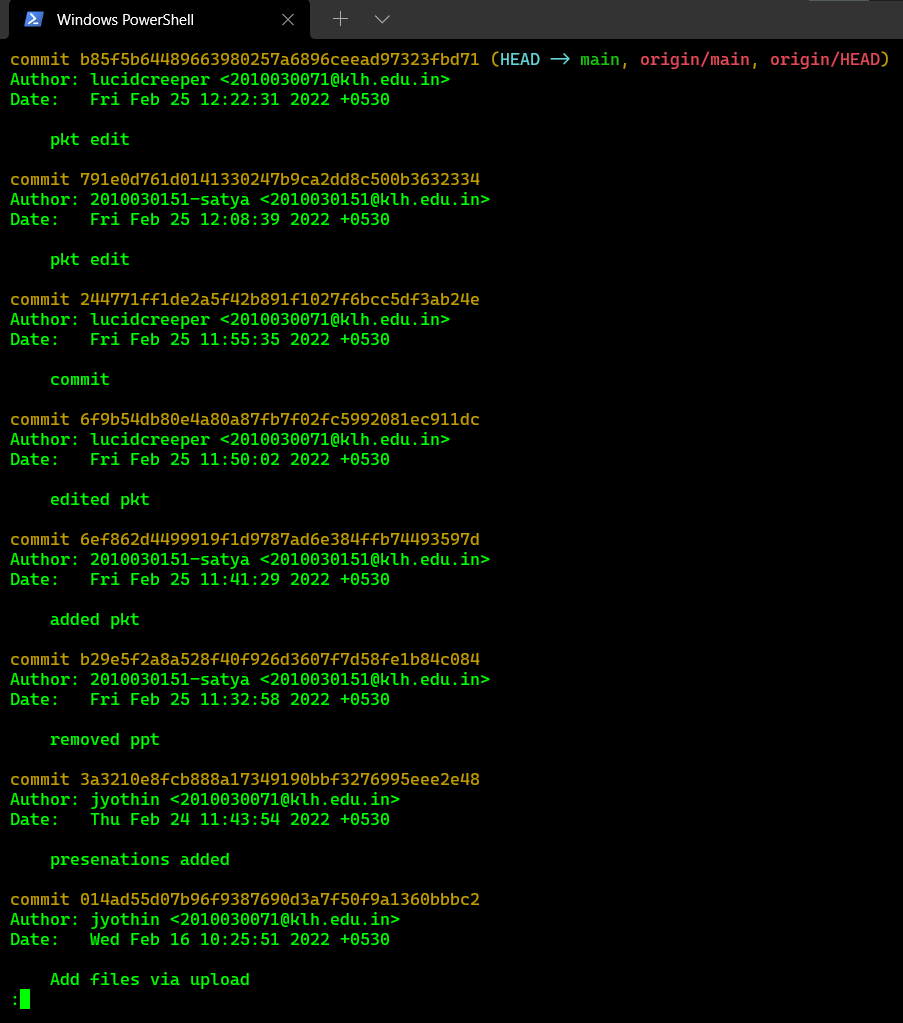 Windows PowerShell
commit b85f5b64489663980257a6896ceead97323fbd71 (HEAD -> main, origin/main, origin/HEAD)
Author: lucidcreeper <2010030071@klh.edu.in>
Date:   Fri Feb 25 12:22:31 2022 +0530
pkt edit
commit 791e0d761d0141330247b9ca2dd8c500b3632334
Author: 2010030151-satya <2010030151@klh.edu.in>
Date:   Fri Feb 25 12:08:39 2022 +0530
pkt edit
commit 244771ff1de2a5f42b891f1027f6bcc5df3ab24e
Author: lucidcreeper <2010030071@klh.edu.in>
Date:   Fri Feb 25 11:55:35 2022 +0530
commit
commit 6f9b54db80e4a80a87fb7f02fc5992081ec911dc
Author: lucidcreeper <2010030071@klh.edu.in>
Date:   Fri Feb 25 11:50:02 2022 +0530
edited pkt
commit 6ef862d4499919f1d9787ad6e384ffb74493597d
Author: 2010030151-satya <2010030151@klh.edu.in>
Date:   Fri Feb 25 11:41:29 2022 +0530
added pkt
commit b29e5f2a8a528f40f926d3607f7d58fe1b84c084
Author: 2010030151-satya <2010030151@klh.edu.in>
Date:   Fri Feb 25 11:32:58 2022 +0530
removed ppt
commit 3a3210e8fcb888a17349190bbf3276995eee2e48
Author: jyothin <2010030071@klh.edu.in>
Date:   Thu Feb 24 11:43:54 2022 +0530
presenations added
commit 014ad55d07b96f9387690d3a7f50f9a1360bbbc2
Author: jyothin <2010030071@klh.edu.in>
Date:   Wed Feb 16 10:25:51 2022 +0530
Add files via upload
: